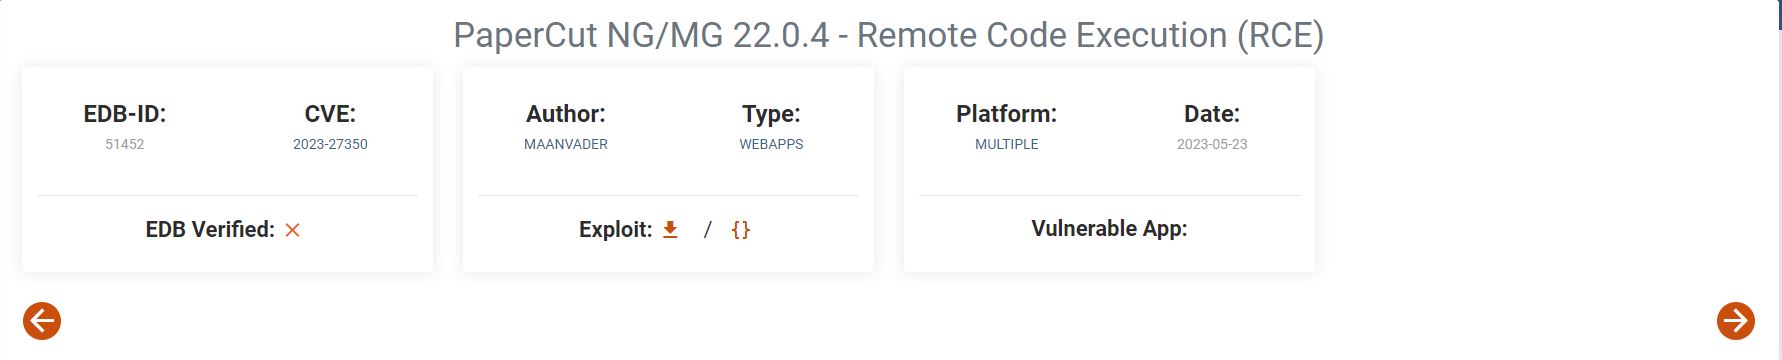 PaperCut NG/MG 22.0.4 - Remote Code Execution (RCE)
EDB-ID: CVE:
51452 2023-27350
EDB Verified:
Author: Type:
MAANVADER WEBAPPS
Exploit: / {}
Platform: Date:
MULTIPLE 2023-05-23
Vulnerable App: